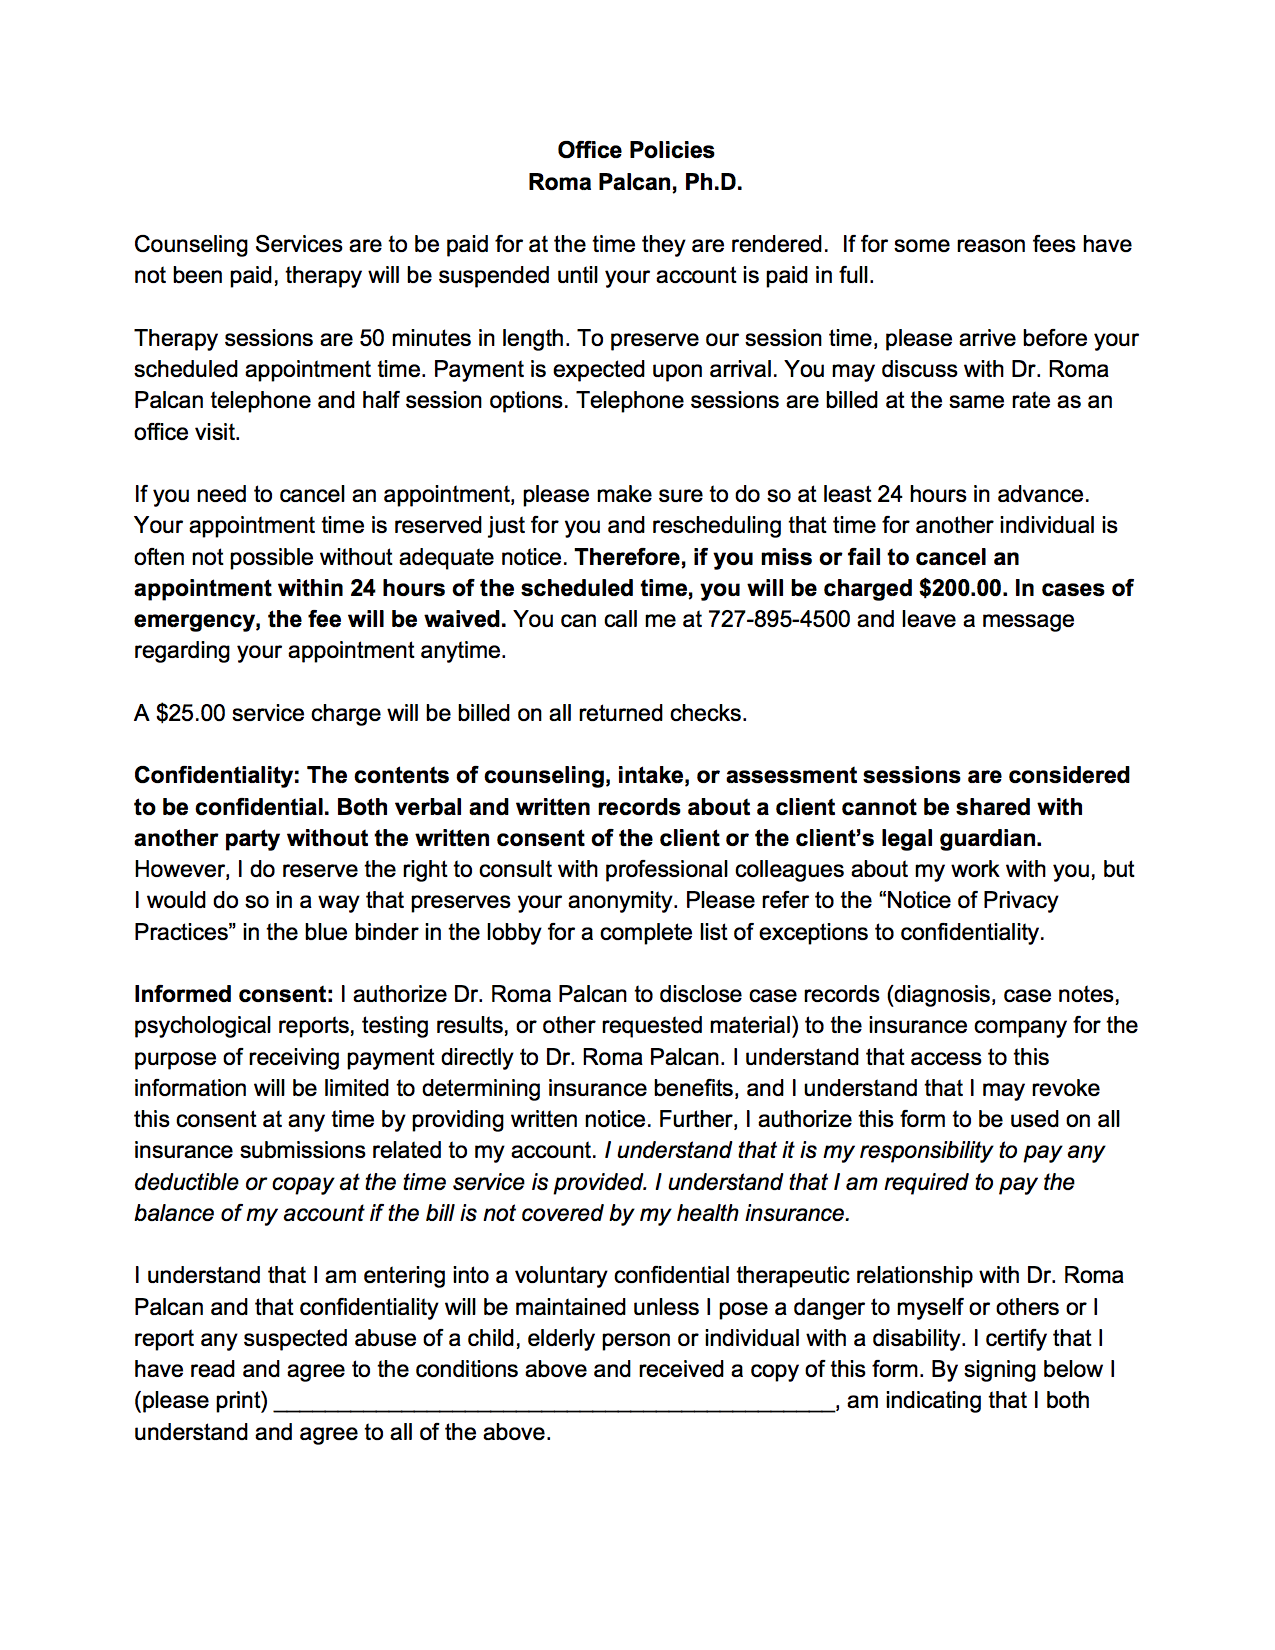 Office Policies
Roma Palcan, Ph.D.
Counseling Services are to be paid for at the time they are rendered.  If for some reason fees have
not been paid, therapy will be suspended until your account is paid in full.
Therapy sessions are 50 minutes in length. To preserve our session time, please arrive before your
scheduled appointment time. Payment is expected upon arrival. You may discuss with Dr. Roma
Palcan telephone and half session options. Telephone sessions are billed at the same rate as an
office visit.
If you need to cancel an appointment, please make sure to do so at least 24 hours in advance.
Your appointment time is reserved just for you and rescheduling that time for another individual is
often not possible without adequate notice. Therefore, if you miss or fail to cancel an
appointment within 24 hours of the scheduled time, you will be charged $200.00. In cases of
emergency, the fee will be waived. You can call me at 727-895-4500 and leave a message
regarding your appointment anytime.
A $25.00 service charge will be billed on all returned checks.
Confidentiality: The contents of counseling, intake, or assessment sessions are considered
to be confidential. Both verbal and written records about a client cannot be shared with
another party without the written consent of the client or the client’s legal guardian.
However, I do reserve the right to consult with professional colleagues about my work with you, but
I would do so in a way that preserves your anonymity. Please refer to the “Notice of Privacy
Practices” in the blue binder in the lobby for a complete list of exceptions to confidentiality.
Informed consent: I authorize Dr. Roma Palcan to disclose case records (diagnosis, case notes,
psychological reports, testing results, or other requested material) to the insurance company for the
purpose of receiving payment directly to Dr. Roma Palcan. I understand that access to this
information will be limited to determining insurance benefits, and I understand that I may revoke
this consent at any time by providing written notice. Further, I authorize this form to be used on all
insurance submissions related to my account. I understand that it is my responsibility to pay any
deductible or copay at the time service is provided. I understand that I am required to pay the
balance of my account if the bill is not covered by my health insurance.
I understand that I am entering into a voluntary confidential therapeutic relationship with Dr. Roma
Palcan and that confidentiality will be maintained unless I pose a danger to myself or others or I
report any suspected abuse of a child, elderly person or individual with a disability. I certify that I
have read and agree to the conditions above and received a copy of this form. By signing below I
(please print) ______________________________________________, am indicating that I both
understand and agree to all of the above.